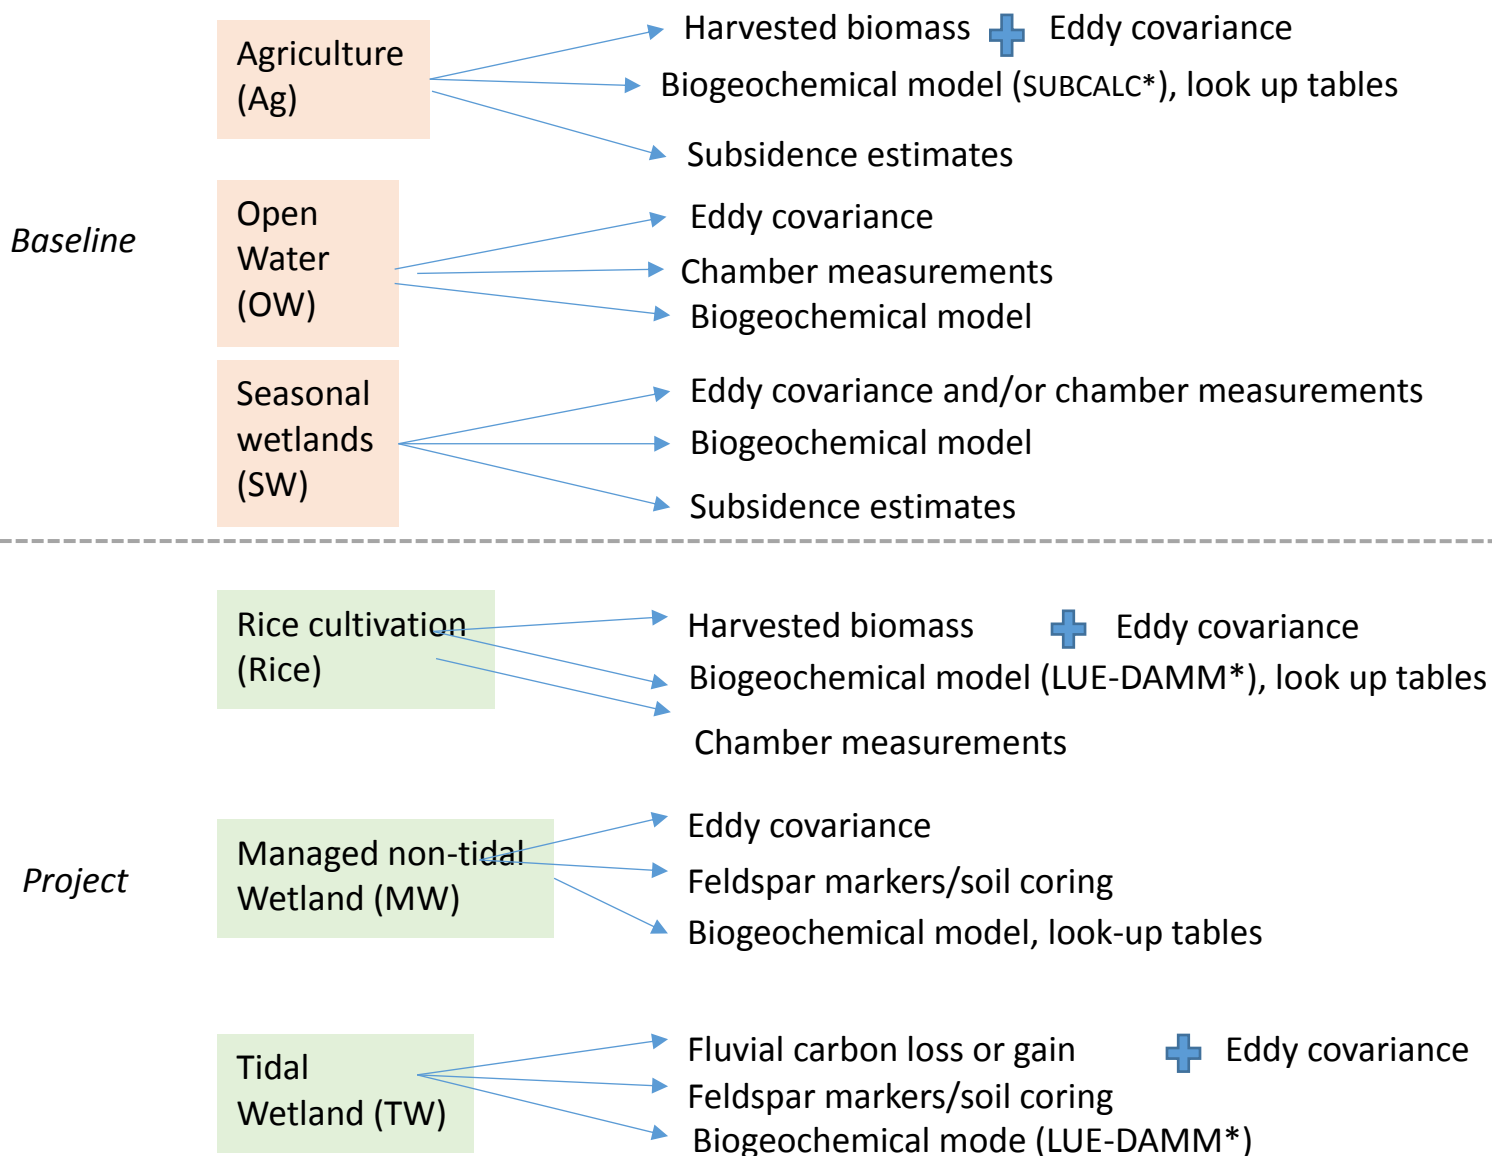 Baseline
Agriculture
(Ag)
Harvested biomass Eddy covariance
Biogeochemical model (SUBCALC*), look up tables
Subsidence estimates
Open
Water
(OW)
Eddy covariance
Chamber measurements
Biogeochemical model
Seasonal
wetlands
(SW)
Eddy covariance and/or chamber measurements
Biogeochemical model
Subsidence estimates
Project
Rice cultivation
(Rice)
Harvested biomass Eddy covariance
Biogeochemical model (LUE-DAMM*), look up tables
Chamber measurements
Managed non-tidal
Wetland (MW)
Eddy covariance
Feldspar markers/soil coring
Biogeochemical model, look-up tables
Tidal
Wetland (TW)
Fluvial carbon loss or gain Eddy covariance
Feldspar markers/soil coring
Biogeochemical mode (LUE-DAMM*)